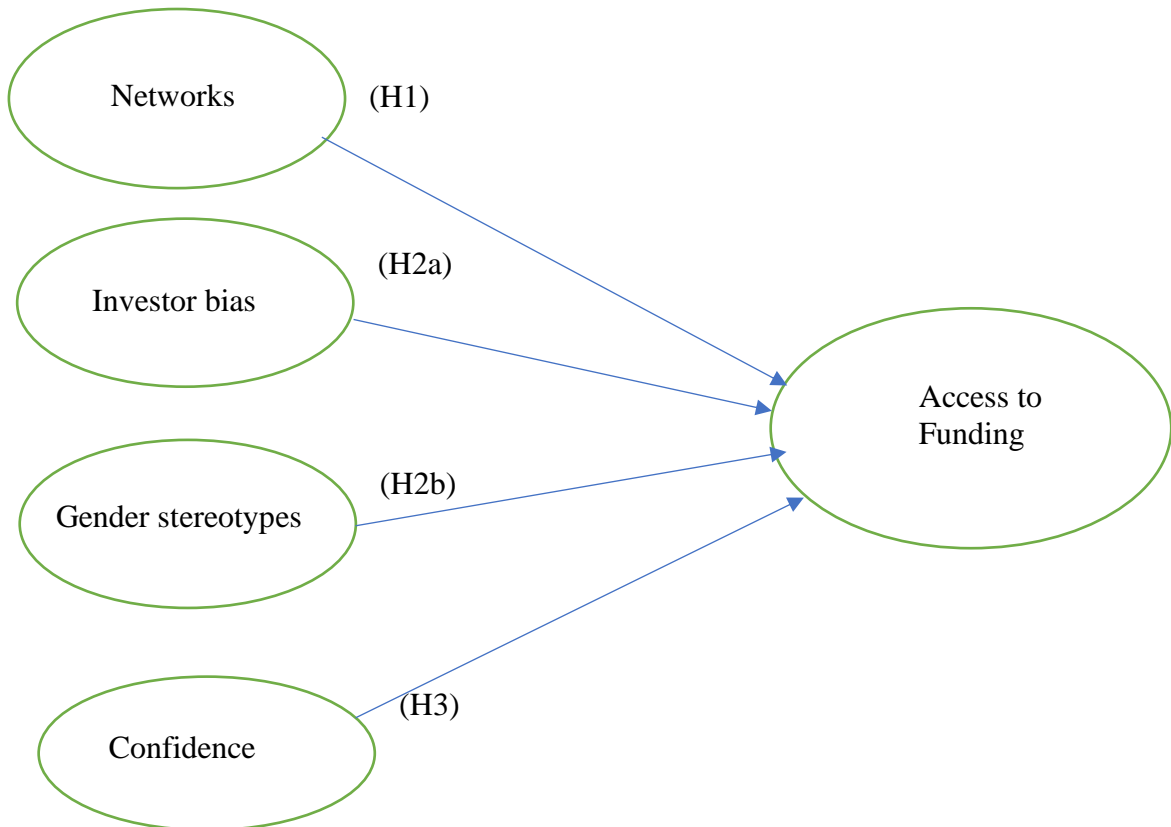 Networks
(H1)
Investor bias
(H2a)
Gender stereotypes
(H2b)
Confidence
(H3)
Access to
Funding